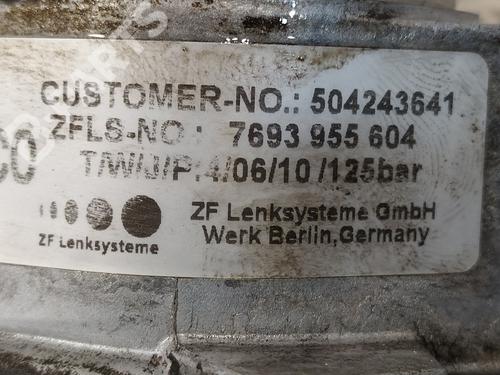 CUSTOMER-NO.: 504243641
ZFLS-NO.: 7693 955 604
CO T/W/J/P: 4/06/10 /125bar
ZF Lenksysteme GmbH
ZF Lenksysteme Werk Berlin,Germany